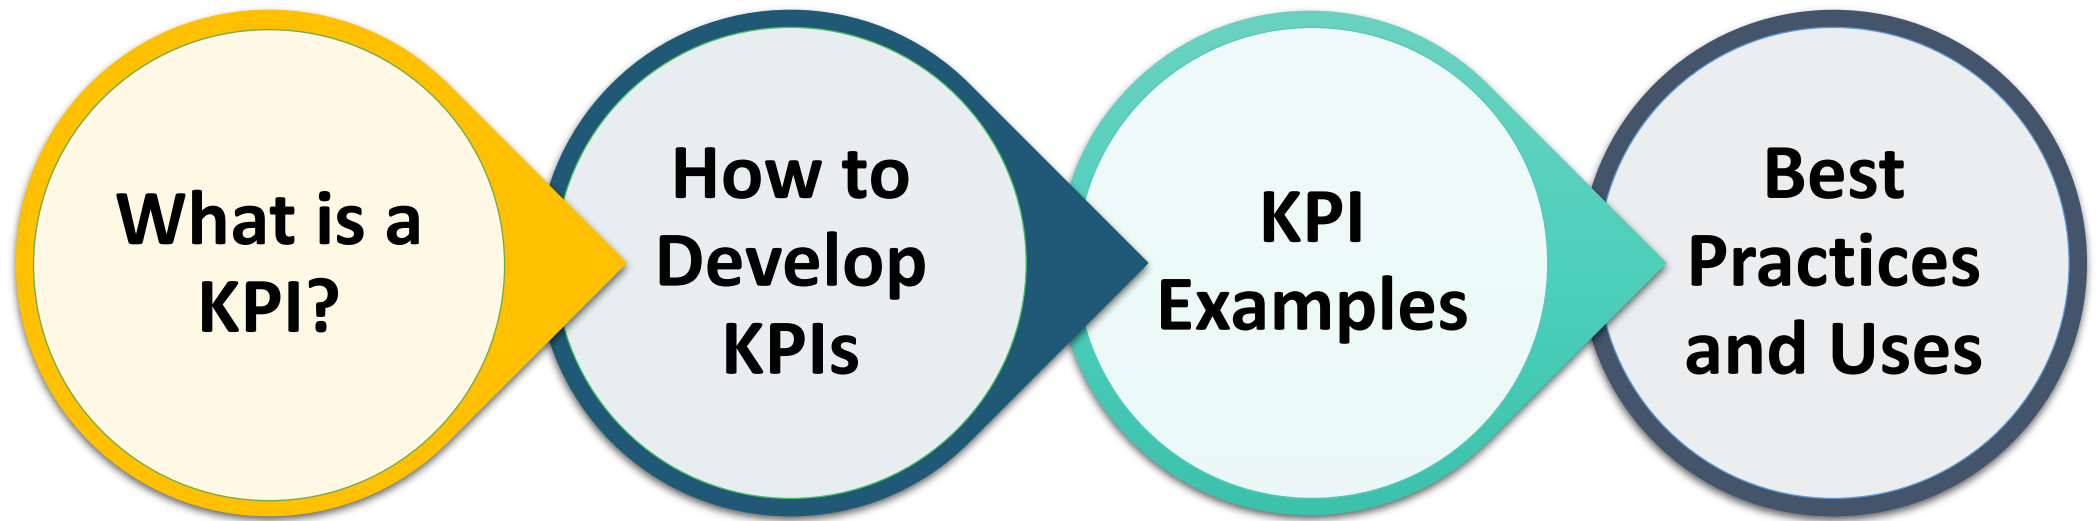 What is a
KPI?
How to
Develop
KPIs
KPI
Examples
Best
Practices
and Uses